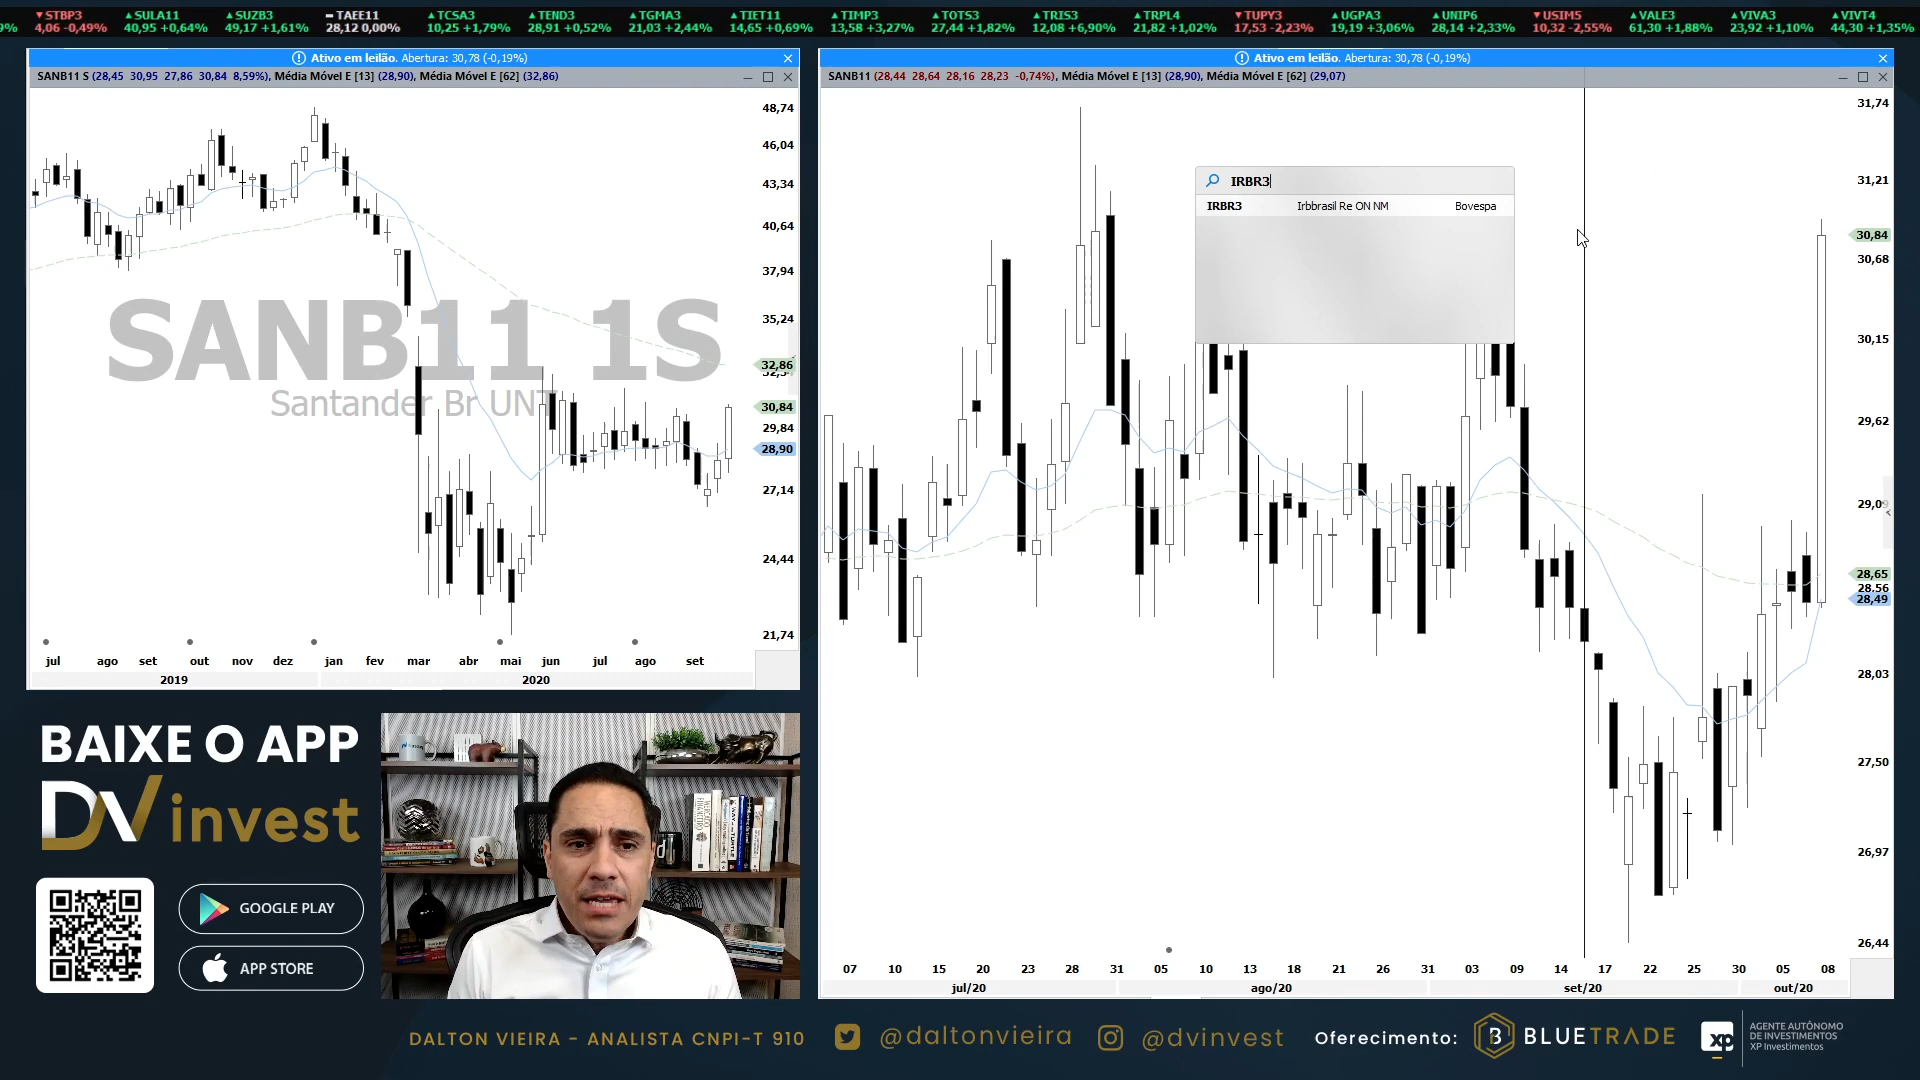 STBP3 SULA11 SUZB3 TAEE11 TCSA3 TEND3 TGMA3 TIET11 TIMP3 TOTS3 TRIS3 TRPL4 TUPY3 UGPA3 UNIP6 USIM5 VALE3 VIVA3 VIVT4
9% 4,06 -0,49% 40,95 +0,64% 49,17 +1,61% 28,12 0,00% 10,25 +1,79% 28,91 +0,52% 21,03 +2,44% 14,65 +0,69% 13,58 +3,27% 27,44 +1,82% 12,08 +6,90% 21,82 +1,02% 17,53 -2,23% 19,19 +3,06% 28,14 +2,33% 10,32 -2,55% 61,30 +1,88% 23,92 +1,10% 44,30 +1,35%
Ativo em leilão. Abertura: 30,78 (-0,19%)
SANB11 S (28,45 30,95 27,86 30,84 8,59%), Média Móvel E [13] (28,90), Média Móvel E [62] (32,86)
48,74
46,04
43,34
40,64
37,94
35,24
32,86
30,84
29,84
28,90
27,14
24,44
21,74
SANB11 1S
Santander Br UNT
jul ago set out nov dez jan fev mar abr mai jun jul ago set
2019 2020
Ativo em leilão. Abertura: 30,78 (-0,19%)
SANB11 (28,44 28,64 28,16 28,23 -0,74%), Média Móvel E [13] (28,90), Média Móvel E [62] (29,07)
IRBR3
IRBR3 Irbbrasil Re ON NM Bovespa
31,74
31,21
30,84
30,68
30,15
29,62
29,09
28,65
28,56
28,49
28,03
27,50
26,97
26,44
07 10 15 20 23 28 31 05 10 13 18 21 26 31 03 09 14 17 22 25 30 05 08
jul/20 ago/20 set/20 out/20
BAIXE O APP
DV invest
GOOGLE PLAY
APP STORE
DALTON VIEIRA - ANALISTA CNPI-T 910 @daltonvieira @dvinvest Oferecimento: BLUETRADE xp
AGENTE AUTÔNOMO
DE INVESTIMENTOS
XP Investimentos